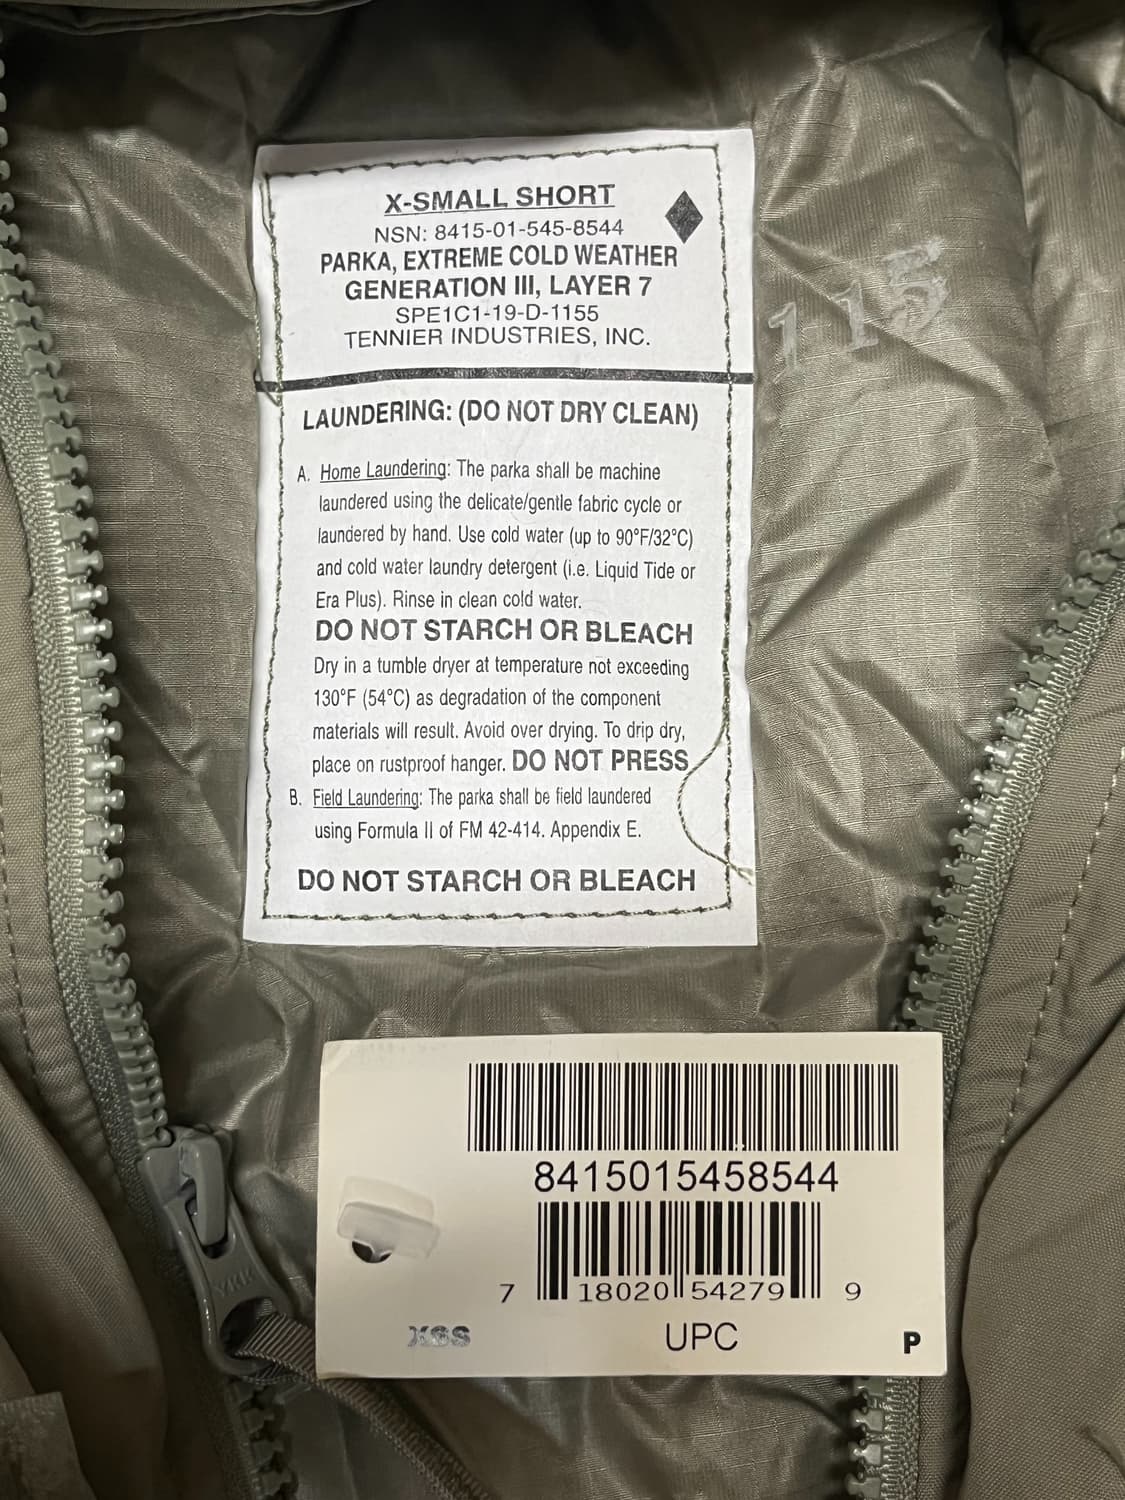 X-SMALL SHORT
NSN: 8415-01-545-8544
PARKA, EXTREME COLD WEATHER
GENERATION III, LAYER 7
SPE1C1-19-D-1155
TENNIER INDUSTRIES, INC.
115
LAUNDERING: (DO NOT DRY CLEAN)
A. Home Laundering: The parka shall be machine
laundered using the delicate/gentle fabric cycle or
laundered by hand. Use cold water (up to 90°F/32°C)
and cold water laundry detergent (i.e. Liquid Tide or
Era Plus). Rinse in clean cold water.
DO NOT STARCH OR BLEACH
Dry in a tumble dryer at temperature not exceeding
130°F (54°C) as degradation of the component
materials will result. Avoid over drying. To drip dry,
place on rustproof hanger. DO NOT PRESS
B. Field Laundering: The parka shall be field laundered
using Formula II of FM 42-414. Appendix E.
DO NOT STARCH OR BLEACH
8415015458544
7 18020 54279 9
YKK
XSS
UPC
P